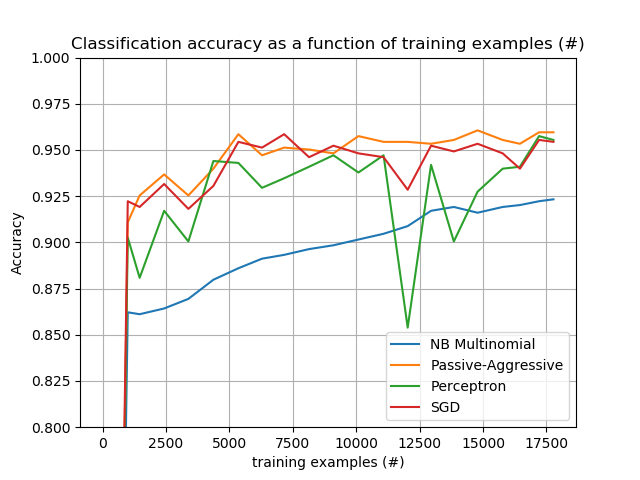 Classification accuracy as a function of training examples (#)
1.000
0.975
0.950
0.925
0.900
0.875
0.850
0.825
0.800
Accuracy
NB Multinomial
Passive-Aggressive
Perceptron
SGD
0 2500 5000 7500 10000 12500 15000 17500
training examples (#)